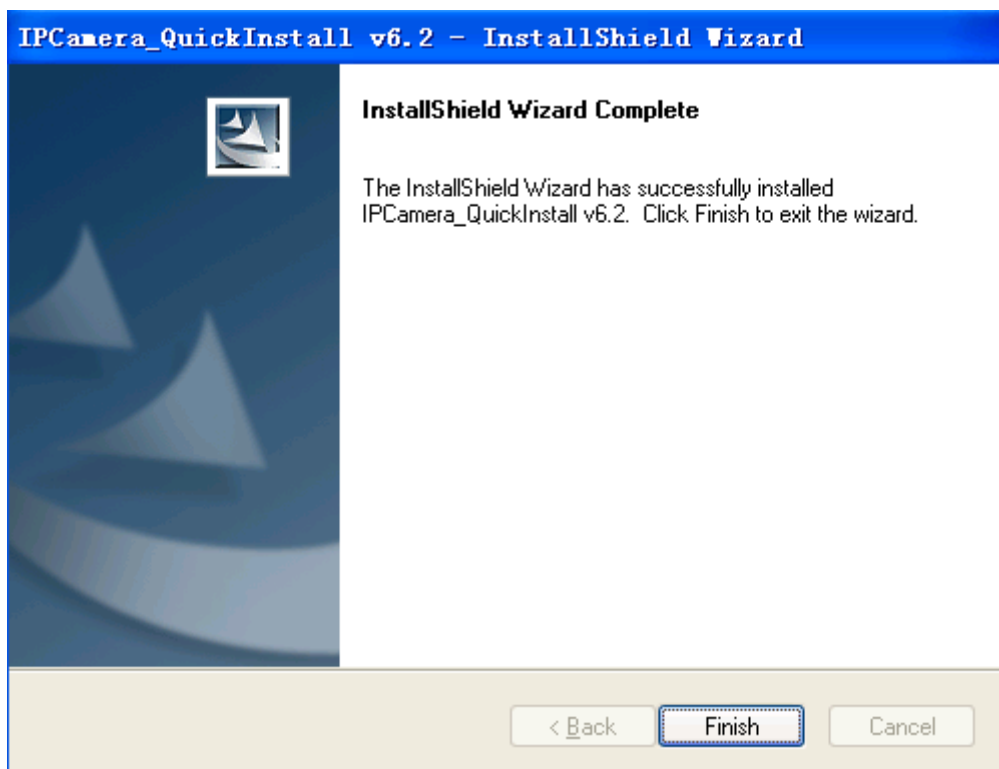 IPCamera_QuickInstall v6.2 - InstallShield Wizard
InstallShield Wizard Complete
The InstallShield Wizard has successfully installed
IPCamera_QuickInstall v6.2. Click Finish to exit the wizard.
< Back
Finish
Cancel